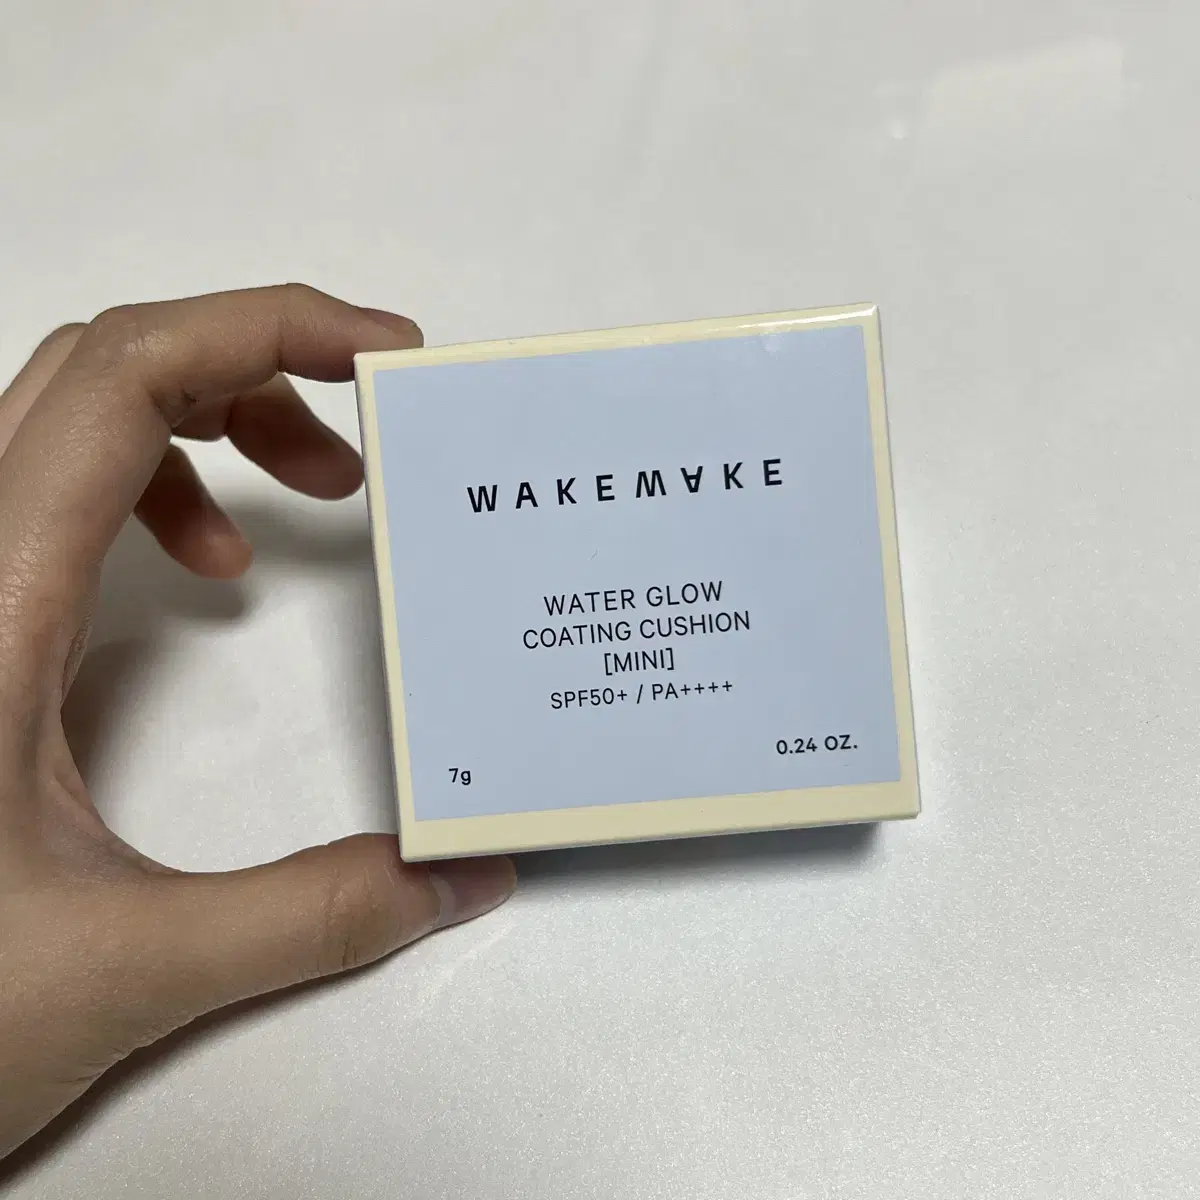 WAKEMAKE
WATER GLOW
COATING CUSHION
[MINI]
SPF50+ / PA++++
7g
0.24 OZ.